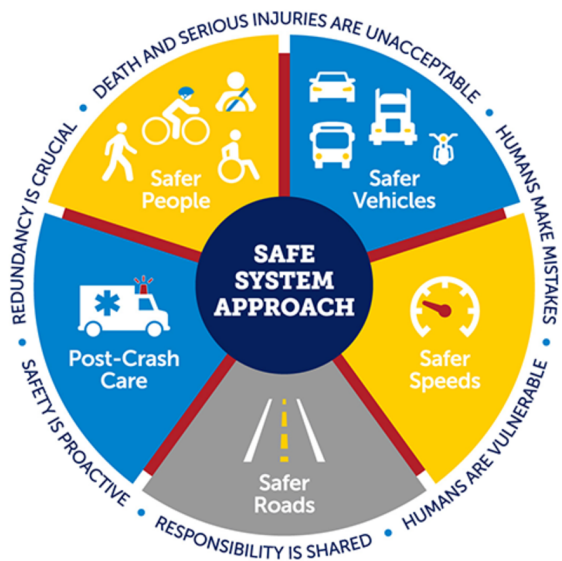 DEATH AND SERIOUS INJURIES ARE UNACCEPTABLE
HUMANS MAKE MISTAKES
HUMANS ARE VULNERABLE
RESPONSIBILITY IS SHARED
SAFETY IS PROACTIVE
REDUNDANCY IS CRUCIAL
Safer
People
Safer
Vehicles
SAFE
SYSTEM
APPROACH
Post-Crash
Care
Safer
Speeds
Safer
Roads